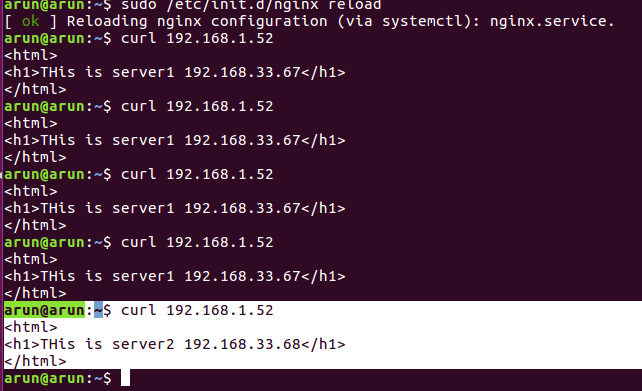 arun@arun:~$ sudo /etc/init.d/nginx reload
[ ok ] Reloading nginx configuration (via systemctl): nginx.service.
arun@arun:~$ curl 192.168.1.52
<html>
<h1>THis is server1 192.168.33.67</h1>
</html>
arun@arun:~$ curl 192.168.1.52
<html>
<h1>THis is server1 192.168.33.67</h1>
</html>
arun@arun:~$ curl 192.168.1.52
<html>
<h1>THis is server1 192.168.33.67</h1>
</html>
arun@arun:~$ curl 192.168.1.52
<html>
<h1>THis is server1 192.168.33.67</h1>
</html>
arun@arun:~$ curl 192.168.1.52
<html>
<h1>THis is server2 192.168.33.68</h1>
</html>
arun@arun:~$